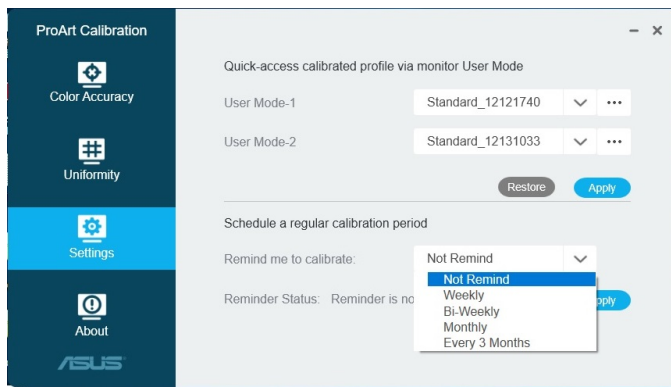 ProArt Calibration
Color Accuracy
Uniformity
Settings
About
ASUS
Quick-access calibrated profile via monitor User Mode
User Mode-1 Standard_12121740 •••
User Mode-2 Standard_12131033 •••
Restore Apply
Schedule a regular calibration period
Remind me to calibrate: Not Remind
Not Remind
Weekly
Bi-Weekly
Monthly
Every 3 Months
Reminder Status: Reminder is